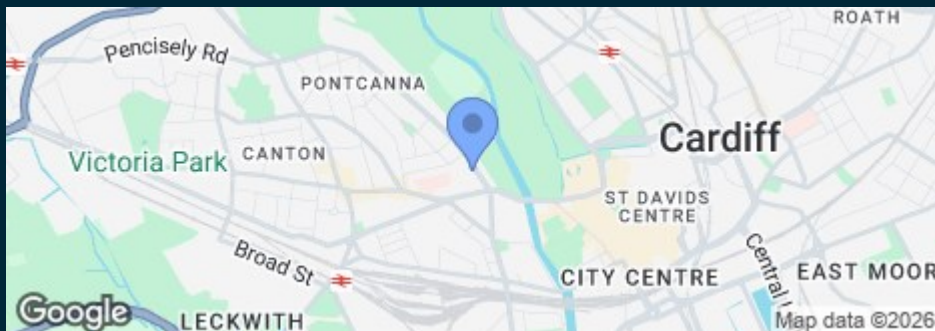 ROATH
Pencisely Rd
PONTCANNA
Cardiff
Victoria Park
CANTON
ST DAVIDS
CENTRE
Broad St
CITY CENTRE
EAST MOOR
Central L
Google
LECKWITH
Map data ©2026